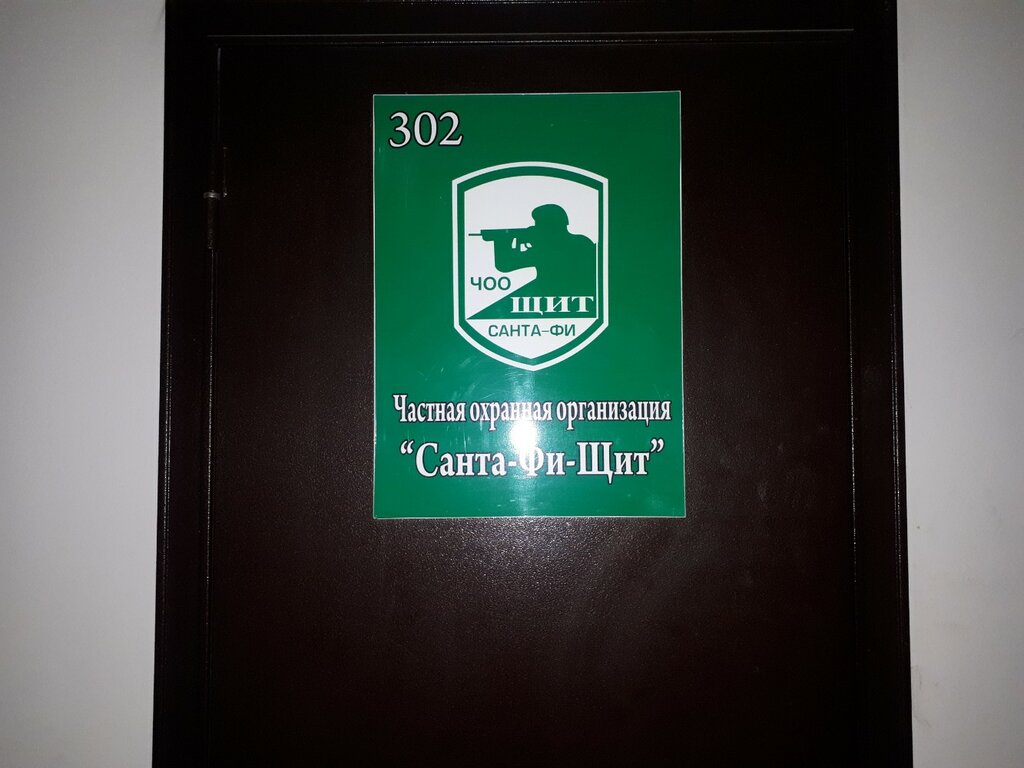 302
ЧОО
ЩИТ
САНТА-ФИ
Частная охранная организация
“Санта-Фи-Щит”